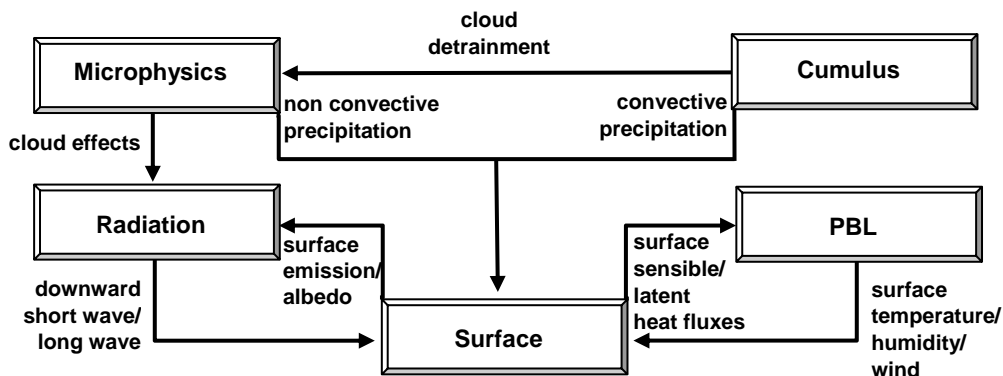 cloud
detrainment
Microphysics
Cumulus
non convective
precipitation
convective
precipitation
cloud effects
Radiation
PBL
surface
emission/
albedo
surface
sensible/
latent
heat fluxes
downward
short wave/
long wave
Surface
surface
temperature/
humidity/
wind